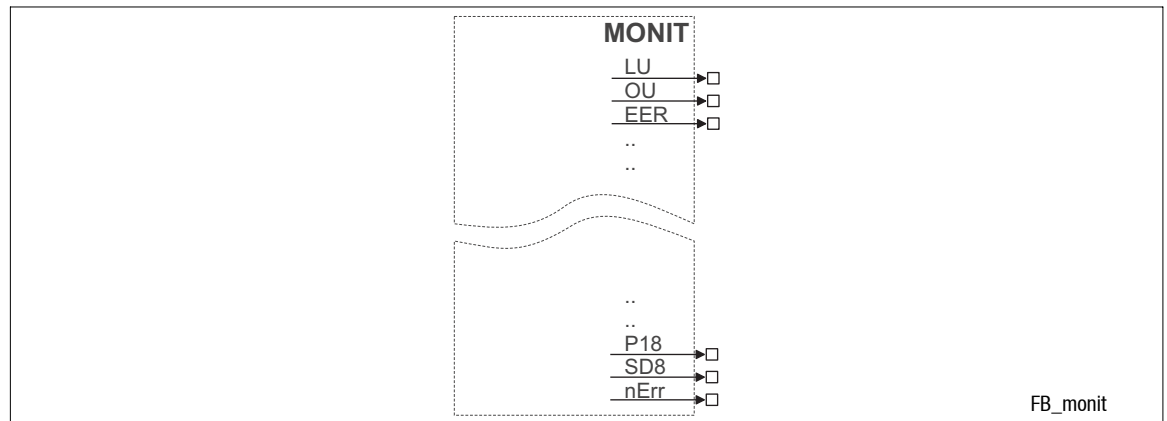 MONIT
LU
OU
EER
..
..
..
..
P18
SD8
nErr
FB_monit